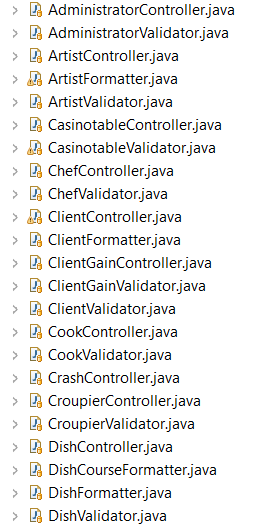 AdministratorController.java
AdministratorValidator.java
ArtistController.java
ArtistFormatter.java
ArtistValidator.java
CasinotableController.java
CasinotableValidator.java
ChefController.java
ChefValidator.java
ClientController.java
ClientFormatter.java
ClientGainController.java
ClientGainValidator.java
ClientValidator.java
CookController.java
CookValidator.java
CrashController.java
CroupierController.java
CroupierValidator.java
DishController.java
DishCourseFormatter.java
DishFormatter.java
DishValidator.java